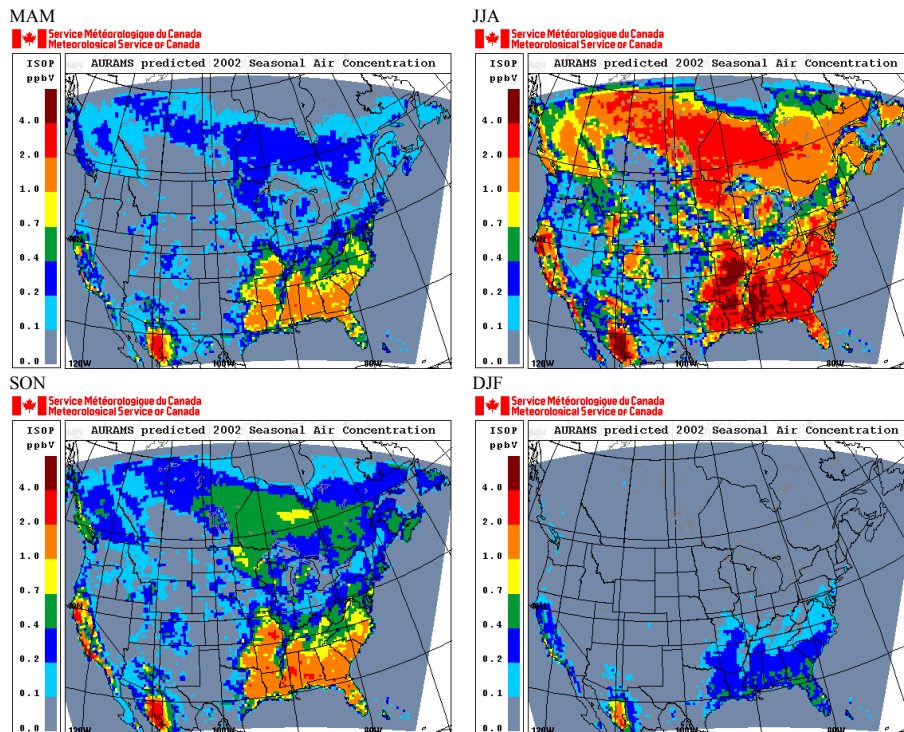 MAM
Service Météorologique du Canada
Meteorological Service of Canada
ISOP
ppbV
AURAMS predicted 2002 Seasonal Air Concentration
4.0
2.0
1.0
0.7
0.4
0.2
0.1
0.0
120W
100W
80W
JJA
Service Météorologique du Canada
Meteorological Service of Canada
ISOP
ppbV
AURAMS predicted 2002 Seasonal Air Concentration
4.0
2.0
1.0
0.7
0.4
0.2
0.1
0.0
120W
100W
80W
SON
Service Météorologique du Canada
Meteorological Service of Canada
ISOP
ppbV
AURAMS predicted 2002 Seasonal Air Concentration
4.0
2.0
1.0
0.7
0.4
0.2
0.1
0.0
120W
100W
80W
DJF
Service Météorologique du Canada
Meteorological Service of Canada
ISOP
ppbV
AURAMS predicted 2002 Seasonal Air Concentration
4.0
2.0
1.0
0.7
0.4
0.2
0.1
0.0
120W
100W
80W